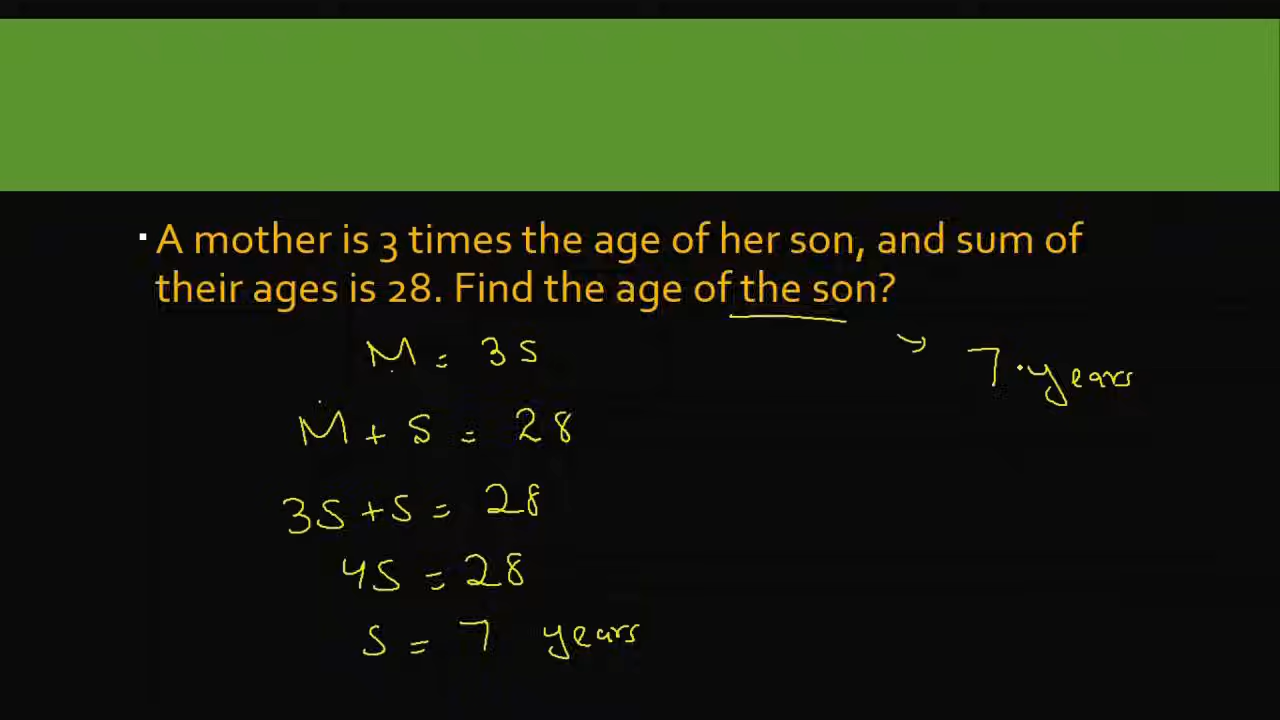 ▪ A mother is 3 times the age of her son, and sum of
their ages is 28. Find the age of the son?
M = 3S
→ 7 years
M + S = 28
3S + S = 28
4S = 28
S = 7 years